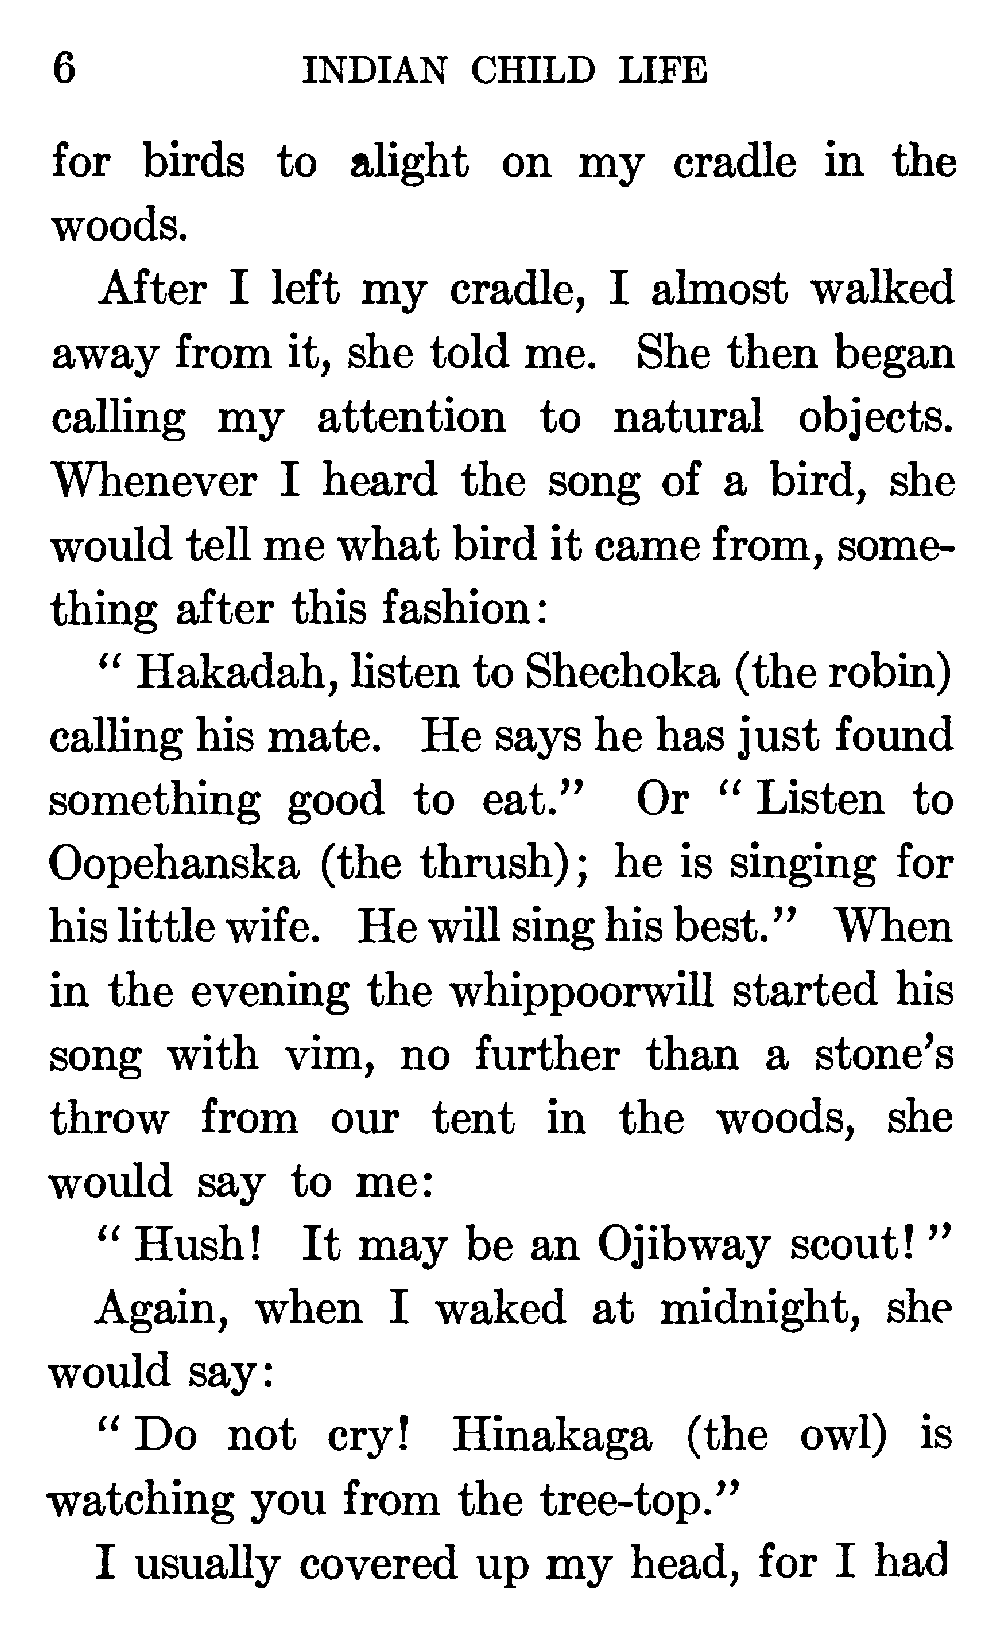 6 INDIAN CHILD LIFE
for birds to alight on my cradle in the
woods.
After I left my cradle, I almost walked
away from it, she told me. She then began
calling my attention to natural objects.
Whenever I heard the song of a bird, she
would tell me what bird it came from, some-
thing after this fashion:
" Hakadah, listen to Shechoka (the robin)
calling his mate. He says he has just found
something good to eat." Or " Listen to
Oopehanska (the thrush); he is singing for
his little wife. He will sing his best." When
in the evening the whippoorwill started his
song with vim, no further than a stone's
throw from our tent in the woods, she
would say to me:
" Hush! It may be an Ojibway scout! "
Again, when I waked at midnight, she
would say:
" Do not cry! Hinakaga (the owl) is
watching you from the tree-top."
I usually covered up my head, for I had